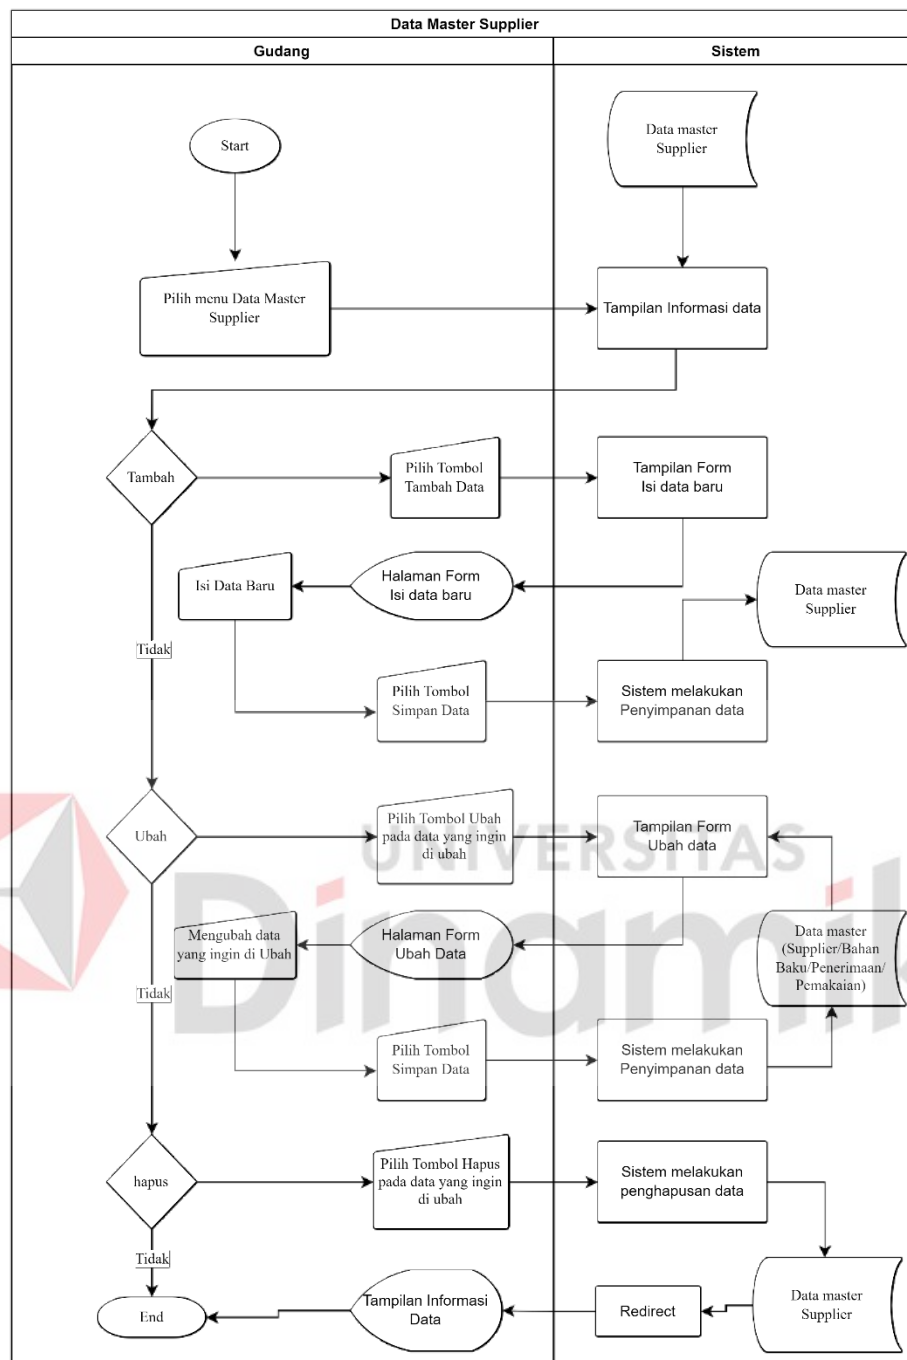 Data Master Supplier
Gudang
Sistem
Start
Data master
Supplier
Pilih menu Data Master
Supplier
Tampilan Informasi data
Tambah
Pilih Tombol
Tambah Data
Tampilan Form
Isi data baru
Isi Data Baru
Halaman Form
Isi data baru
Data master
Supplier
Tidak
Pilih Tombol
Simpan Data
Sistem melakukan
Penyimpanan data
Ubah
Pilih Tombol Ubah
pada data yang ingin
di ubah
Tampilan Form
Ubah data
UNIVERSITAS
Dinamik
Mengubah data
yang ingin di Ubah
Halaman Form
Ubah Data
Data master
(Supplier/Bahan
Baku/Penerimaan/
Pemakaian)
Tidak
Pilih Tombol
Simpan Data
Sistem melakukan
Penyimpanan data
hapus
Pilih Tombol Hapus
pada data yang ingin
di ubah
Sistem melakukan
penghapusan data
Tidak
End
Tampilan Informasi
Data
Redirect
Data master
Supplier